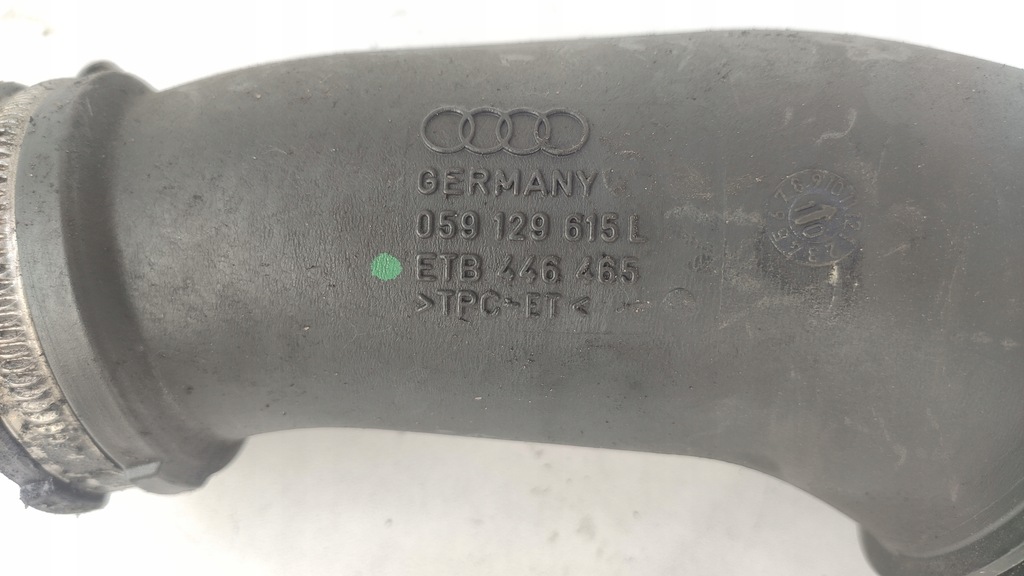 GERMANY
059 129 615 L
ETB 446 465
>TPC-ET<